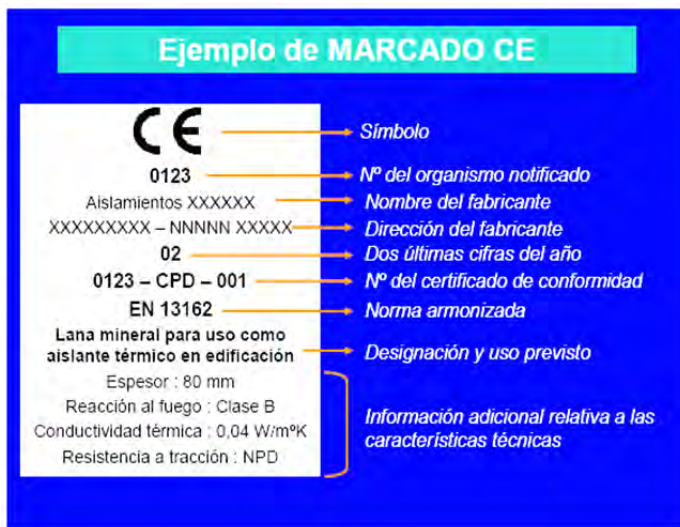 Ejemplo de MARCADO CE
CE
Símbolo
0123
Nº del organismo notificado
Aislamientos XXXXXX
Nombre del fabricante
XXXXXXXXX – NNNNN XXXXX
Dirección del fabricante
02
Dos últimas cifras del año
0123 – CPD – 001
Nº del certificado de conformidad
EN 13162
Norma armonizada
Lana mineral para uso como
aislante térmico en edificación
Designación y uso previsto
Espesor : 80 mm
Reacción al fuego : Clase B
Conductividad térmica : 0,04 W/mºK
Resistencia a tracción : NPD
Información adicional relativa a las
características técnicas